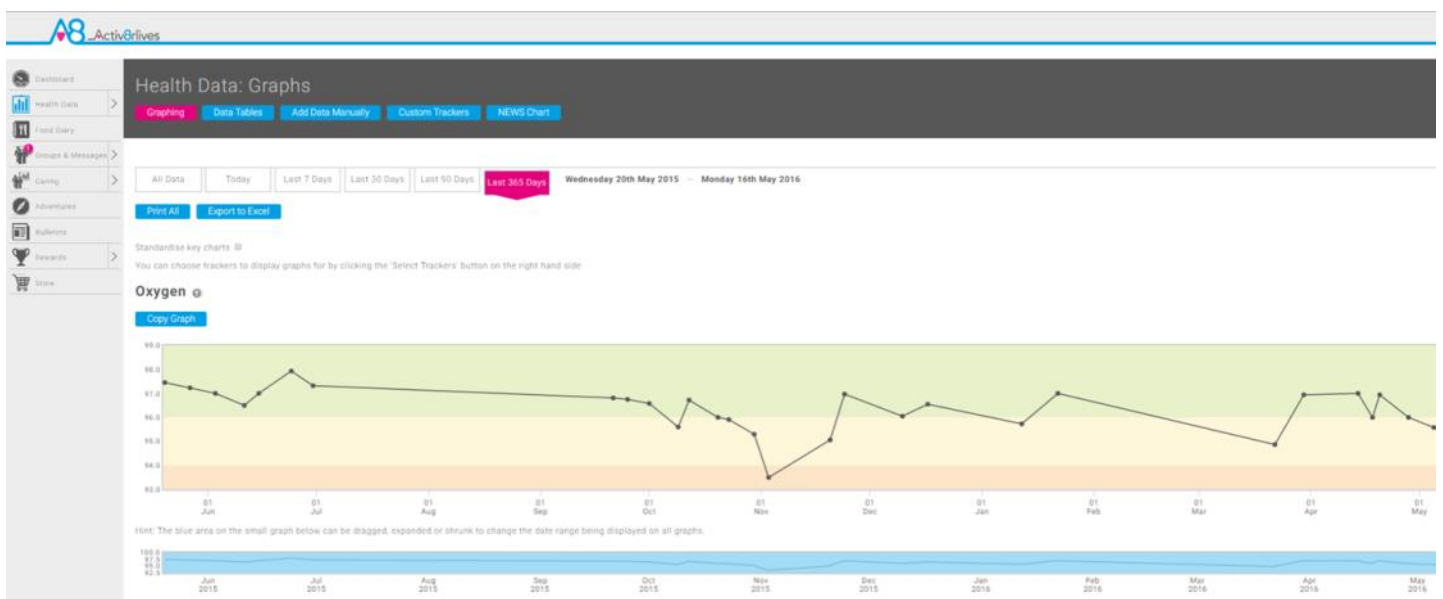 A8 Activ8rlives
Dashboard
Health Data
Food Diary
Groups & Messages
Caring
Adventures
Bulletins
Rewards
Store
Health Data: Graphs
Graphing Data Tables Add Data Manually Custom Trackers NEWS Chart
All Data Today Last 7 Days Last 30 Days Last 90 Days Last 365 Days Wednesday 20th May 2015 — Monday 16th May 2016
Print All Export to Excel
Standardise key charts
You can choose trackers to display graphs for by clicking the 'Select Trackers' button on the right hand side
Oxygen
Copy Graph
99.0
98.0
97.0
96.0
95.0
94.0
93.0
01 01 01 01 01 01 01 01 01 01 01 01
Jun Jul Aug Sep Oct Nov Dec Jan Feb Mar Apr May
Hint: The blue area on the small graph below can be dragged, expanded or shrunk to change the date range being displayed on all graphs.
100.0
97.5
95.0
92.5
Jun Jul Aug Sep Oct Nov Dec Jan Feb Mar Apr May
2015 2015 2015 2015 2015 2015 2015 2016 2016 2016 2016 2016